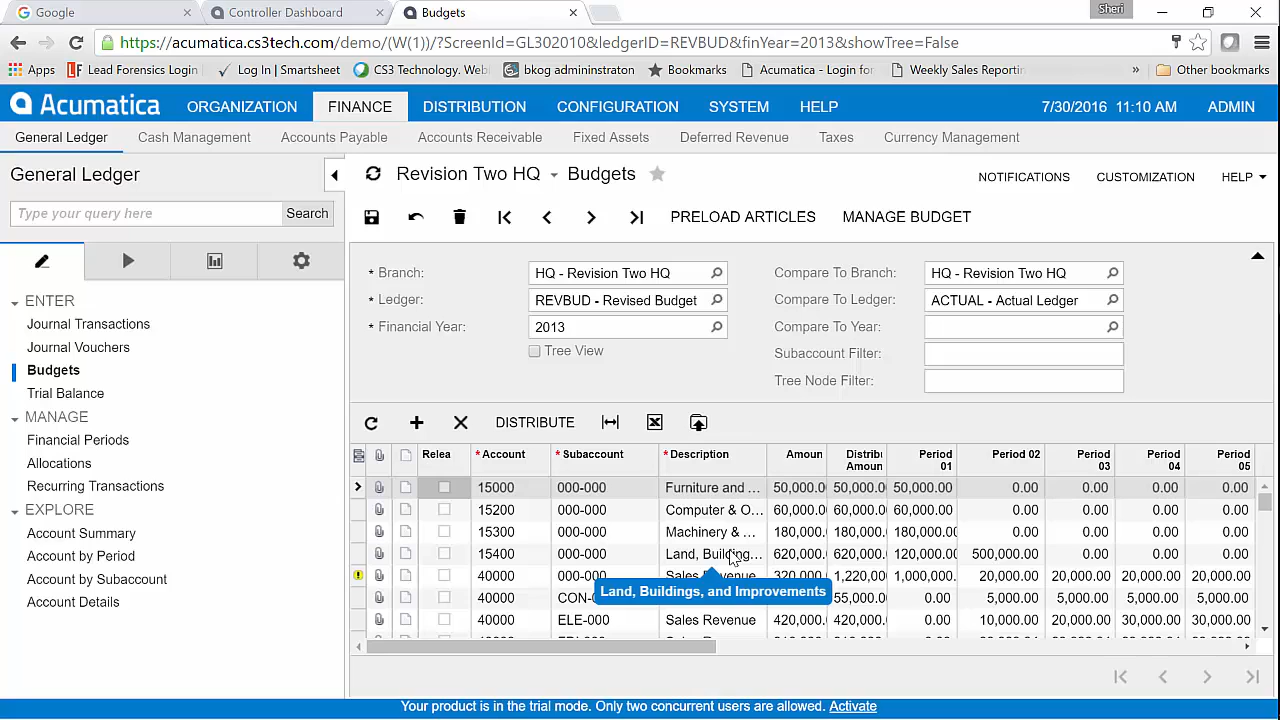 Google
Controller Dashboard
Budgets
Sheri
https://acumatica.cs3tech.com/demo/(W(1))/?ScreenId=GL302010&ledgerID=REVBUD&finYear=2013&showTree=False
Apps Lead Forensics Login Log In | Smartsheet CS3 Technology. Web bkog admininstraton Bookmarks Acumatica - Login for Weekly Sales Reportin » Other bookmarks
Acumatica ORGANIZATION FINANCE DISTRIBUTION CONFIGURATION SYSTEM HELP 7/30/2016 11:10 AM ADMIN
General Ledger Cash Management Accounts Payable Accounts Receivable Fixed Assets Deferred Revenue Taxes Currency Management
General Ledger
Type your query here Search
ENTER
Journal Transactions
Journal Vouchers
Budgets
Trial Balance
MANAGE
Financial Periods
Allocations
Recurring Transactions
EXPLORE
Account Summary
Account by Period
Account by Subaccount
Account Details
Revision Two HQ - Budgets
NOTIFICATIONS CUSTOMIZATION HELP
PRELOAD ARTICLES MANAGE BUDGET
* Branch: HQ - Revision Two HQ Compare To Branch: HQ - Revision Two HQ
* Ledger: REVBUD - Revised Budget Compare To Ledger: ACTUAL - Actual Ledger
* Financial Year: 2013 Compare To Year:
Tree View Subaccount Filter:
Tree Node Filter:
DISTRIBUTE
Relea * Account * Subaccount * Description Amoun Distribu Amoun Period 01 Period 02 Period 03 Period 04 Period 05
15000 000-000 Furniture and ... 50,000.0 50,000.0 50,000.00 0.00 0.00 0.00 0.00
15200 000-000 Computer & O... 60,000.0 60,000.0 60,000.00 0.00 0.00 0.00 0.00
15300 000-000 Machinery & ... 180,000. 180,000. 180,000.00 0.00 0.00 0.00 0.00
15400 000-000 Land, Building... 620,000. 620,000. 120,000.00 500,000.00 0.00 0.00 0.00
40000 000-000 Sales Revenue 320,000. 1,220,00 1,000,000. 20,000.00 20,000.00 20,000.00 20,000.00
40000 CON- 55,000.0 0.00 5,000.00 5,000.00 5,000.00 5,000.00
Land, Buildings, and Improvements
40000 ELE-000 Sales Revenue 420,000. 420,000. 0.00 10,000.00 20,000.00 30,000.00 30,000.00
Your product is in the trial mode. Only two concurrent users are allowed. Activate